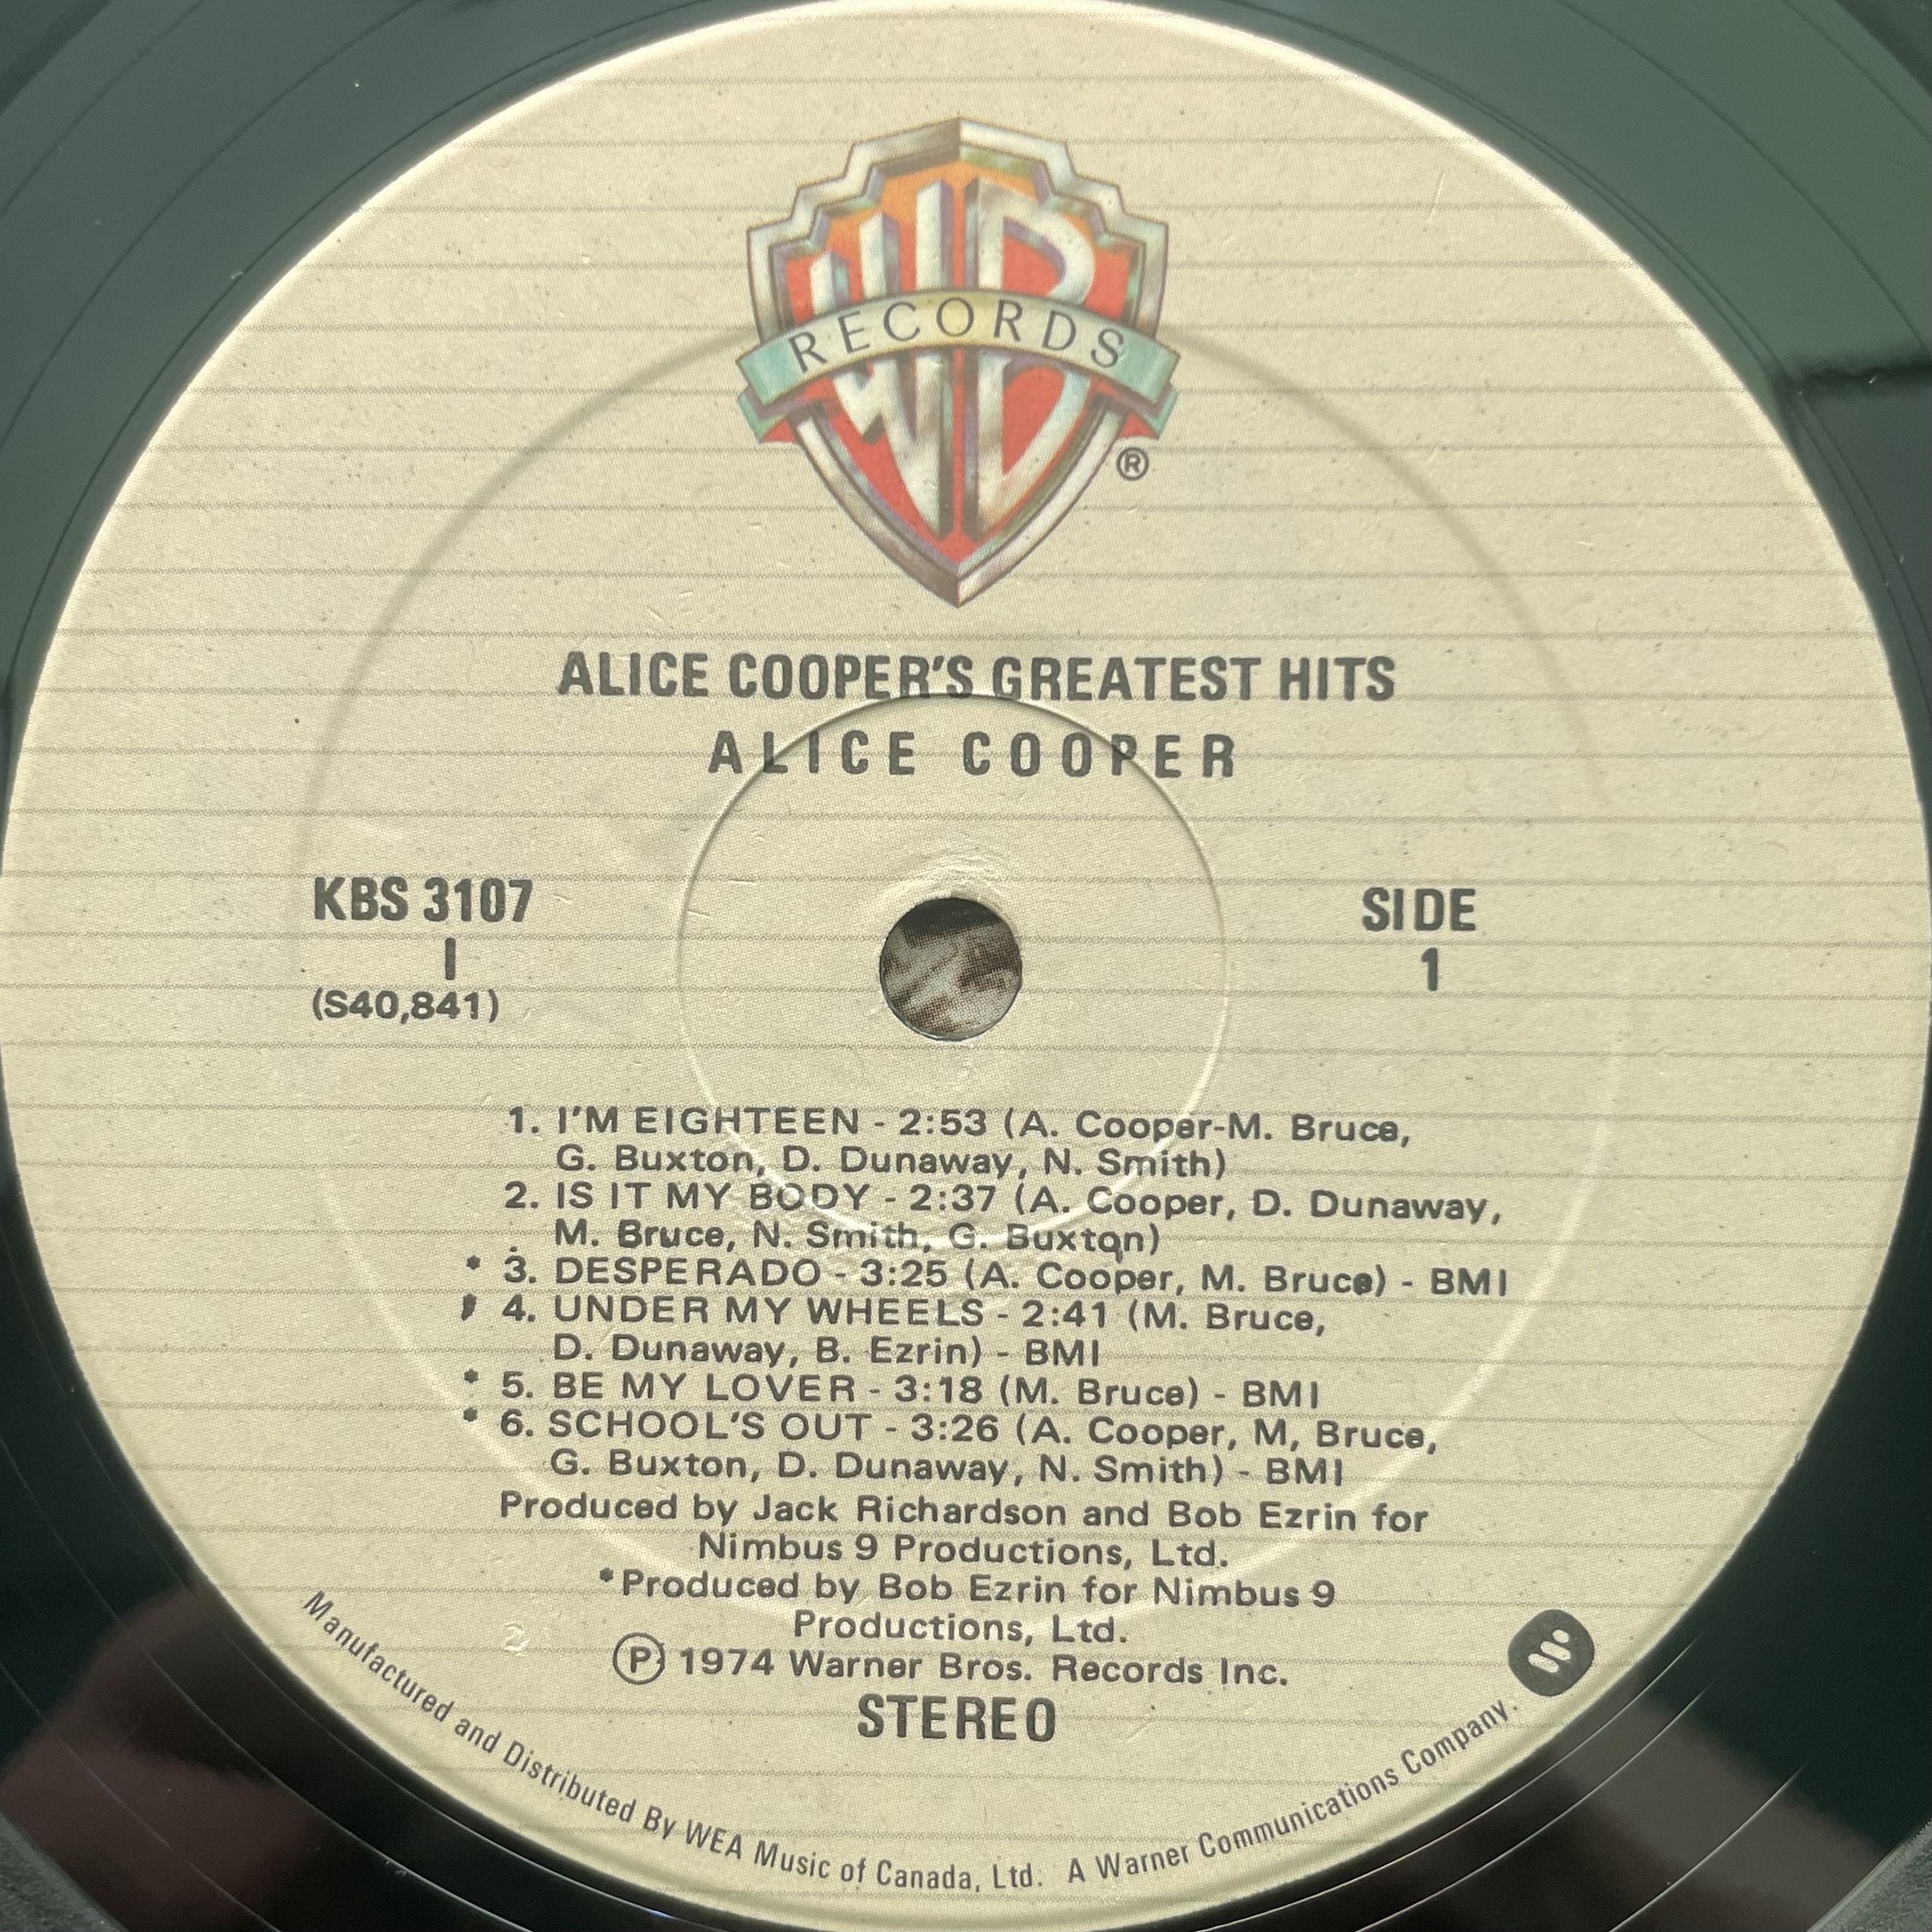 WB
RECORDS
®
ALICE COOPER'S GREATEST HITS
ALICE COOPER
KBS 3107
1
(S40,841)
SIDE
1
1. I'M EIGHTEEN - 2:53 (A. Cooper-M. Bruce,
G. Buxton, D. Dunaway, N. Smith)
2. IS IT MY BODY - 2:37 (A. Cooper, D. Dunaway,
M. Bruce, N. Smith, G. Buxton)
* 3. DESPERADO - 3:25 (A. Cooper, M. Bruce) - BMI
* 4. UNDER MY WHEELS - 2:41 (M. Bruce,
D. Dunaway, B. Ezrin) - BMI
* 5. BE MY LOVER - 3:18 (M. Bruce) - BMI
* 6. SCHOOL'S OUT - 3:26 (A. Cooper, M, Bruce,
G. Buxton, D. Dunaway, N. Smith) - BMI
Produced by Jack Richardson and Bob Ezrin for
Nimbus 9 Productions, Ltd.
*Produced by Bob Ezrin for Nimbus 9
Productions, Ltd.
Ⓟ 1974 Warner Bros. Records Inc.
STEREO
Manufactured and Distributed By WEA Music of Canada, Ltd. A Warner Communications Company.